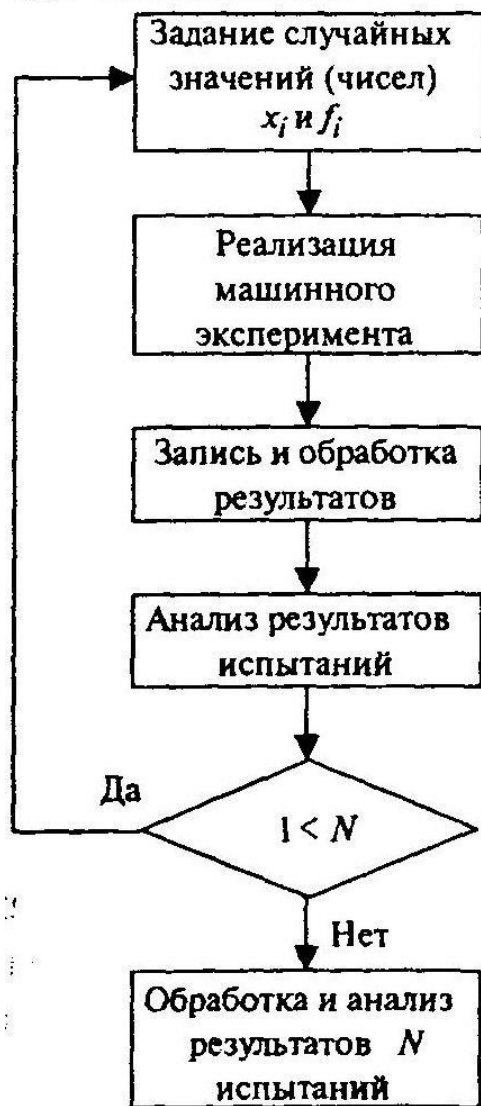 Задание случайных
значений (чисел)
xᵢ и fᵢ
Реализация
машинного
эксперимента
Запись и обработка
результатов
Анализ результатов
испытаний
Да
1 < N
Нет
Обработка и анализ
результатов N
испытаний